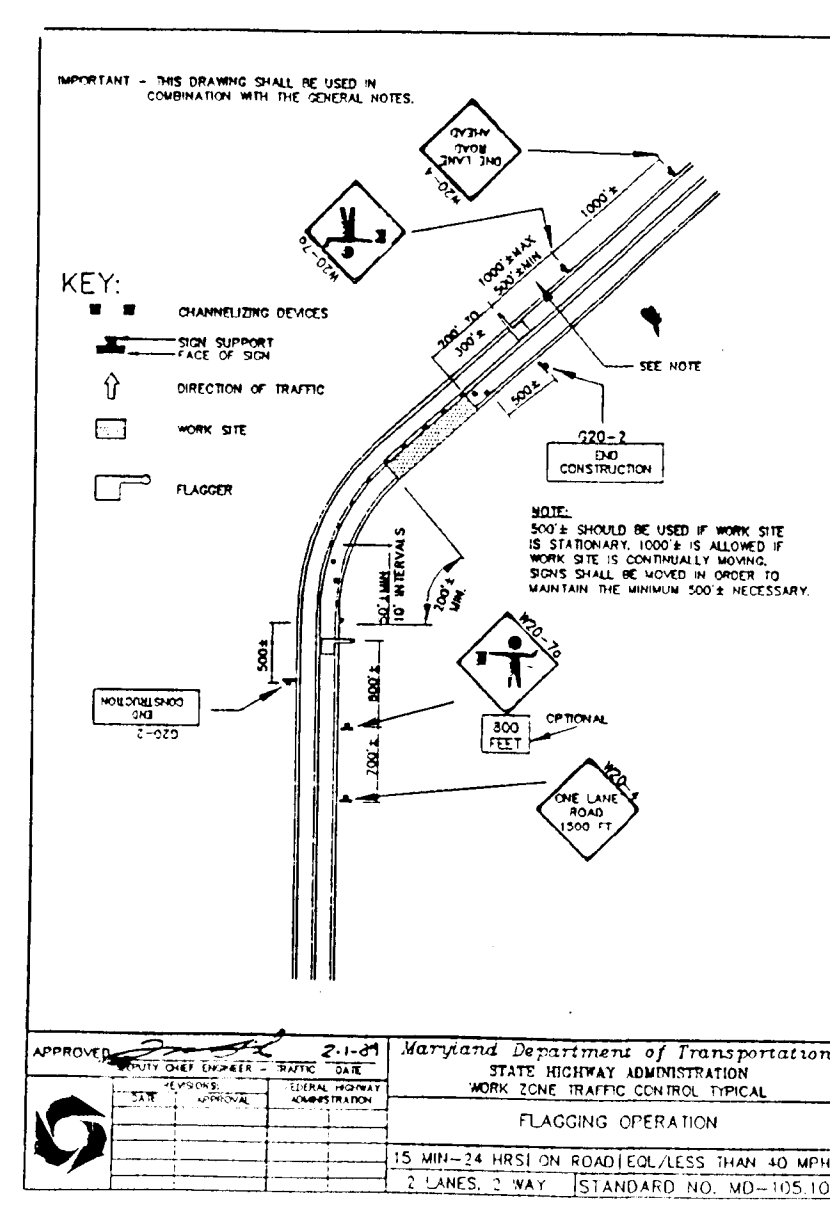 IMPORTANT - THIS DRAWING SHALL BE USED IN
COMBINATION WITH THE GENERAL NOTES.
ONE LANE
ROAD
AHEAD
W20-4
W20-7a
1000'±
1000'±MAX
500'±MIN
200' TO
300'±
KEY:
CHANNELIZING DEVICES
SIGN SUPPORT
FACE OF SIGN
DIRECTION OF TRAFFIC
WORK SITE
FLAGGER
SEE NOTE
500±
G20-2
END
CONSTRUCTION
NOTE:
500'± SHOULD BE USED IF WORK SITE
IS STATIONARY. 1000'± IS ALLOWED IF
WORK SITE IS CONTINUALLY MOVING.
SIGNS SHALL BE MOVED IN ORDER TO
MAINTAIN THE MINIMUM 500'± NECESSARY.
50'±MIN
10' INTERVALS
200'±
MIN.
500±
END
CONSTRUCTION
G20-2
800'±
700'±
W20-7a
800
FEET
OPTIONAL
W20-4
ONE LANE
ROAD
1500 FT
APPROVED
2-1-89
DEPUTY CHIEF ENGINEER - TRAFFIC DATE
REVISIONS:
DATE APPROVAL
FEDERAL HIGHWAY
ADMINISTRATION
Maryland Department of Transportation
STATE HIGHWAY ADMINISTRATION
WORK ZONE TRAFFIC CONTROL TYPICAL
FLAGGING OPERATION
15 MIN-24 HRS ON ROAD EQL/LESS THAN 40 MPH
2 LANES, 2 WAY STANDARD NO. MD-105.10